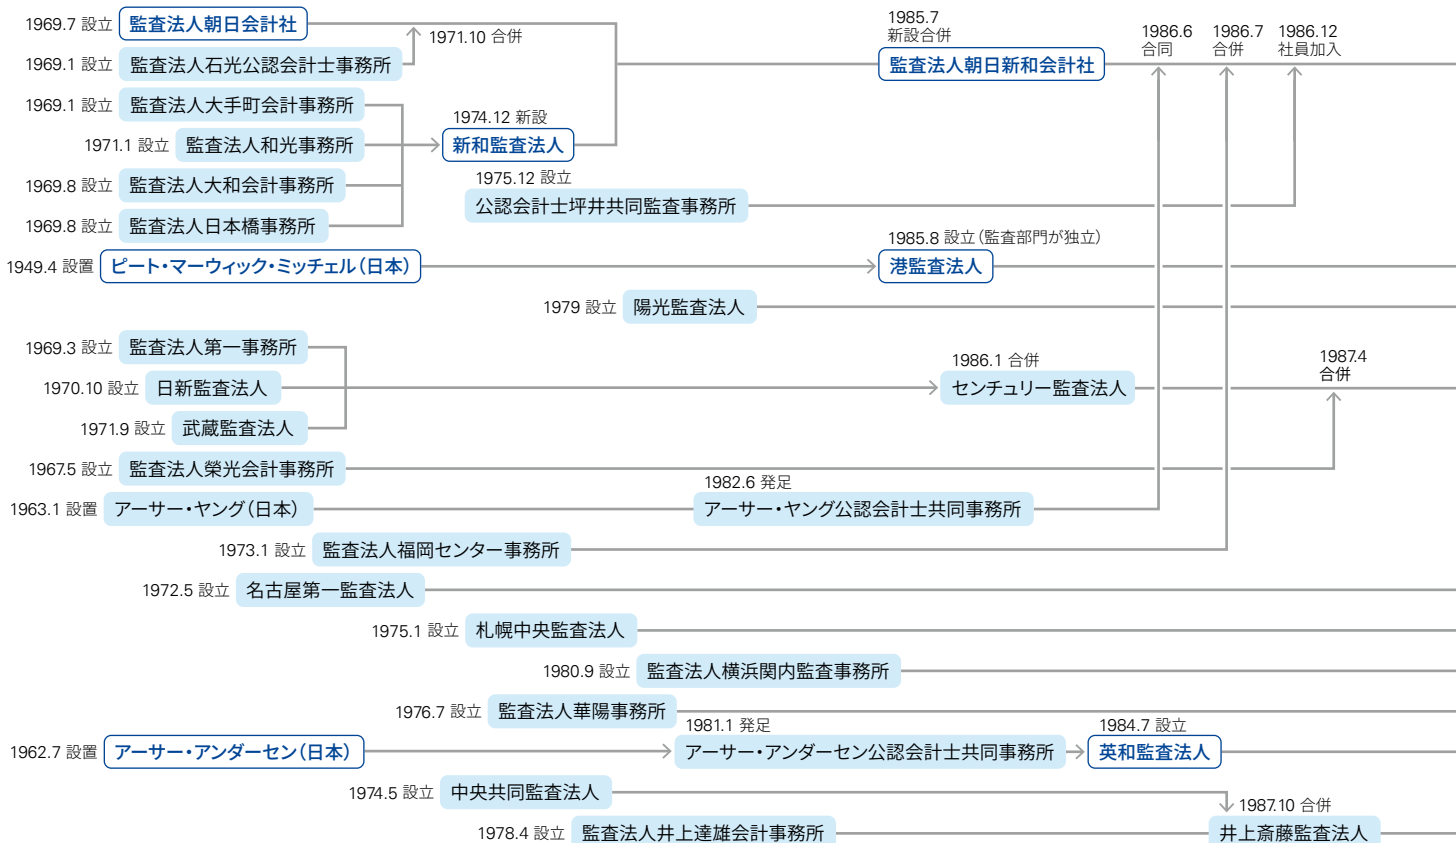 1969.7 設立 監査法人朝日会計社
1971.10 合併
1985.7
新設合併
監査法人朝日新和会計社
1986.6
合同
1986.7
合併
1986.12
社員加入
1969.1 設立 監査法人石光公認会計士事務所
1969.1 設立 監査法人大手町会計事務所
1971.1 設立 監査法人和光事務所
1974.12 新設
新和監査法人
1969.8 設立 監査法人大和会計事務所
1975.12 設立
公認会計士坪井共同監査事務所
1969.8 設立 監査法人日本橋事務所
1949.4 設置 ピート・マーウィック・ミッチェル(日本)
1985.8 設立(監査部門が独立)
港監査法人
1979 設立 陽光監査法人
1969.3 設立 監査法人第一事務所
1970.10 設立 日新監査法人
1986.1 合併
センチュリー監査法人
1987.4
合併
1971.9 設立 武蔵監査法人
1967.5 設立 監査法人榮光会計事務所
1963.1 設置 アーサー・ヤング(日本)
1982.6 発足
アーサー・ヤング公認会計士共同事務所
1973.1 設立 監査法人福岡センター事務所
1972.5 設立 名古屋第一監査法人
1975.1 設立 札幌中央監査法人
1980.9 設立 監査法人横浜関内監査事務所
1976.7 設立 監査法人華陽事務所
1962.7 設置 アーサー・アンダーセン(日本)
1981.1 発足
アーサー・アンダーセン公認会計士共同事務所
1984.7 設立
英和監査法人
1974.5 設立 中央共同監査法人
1987.10 合併
1978.4 設立 監査法人井上達雄会計事務所
井上斎藤監査法人